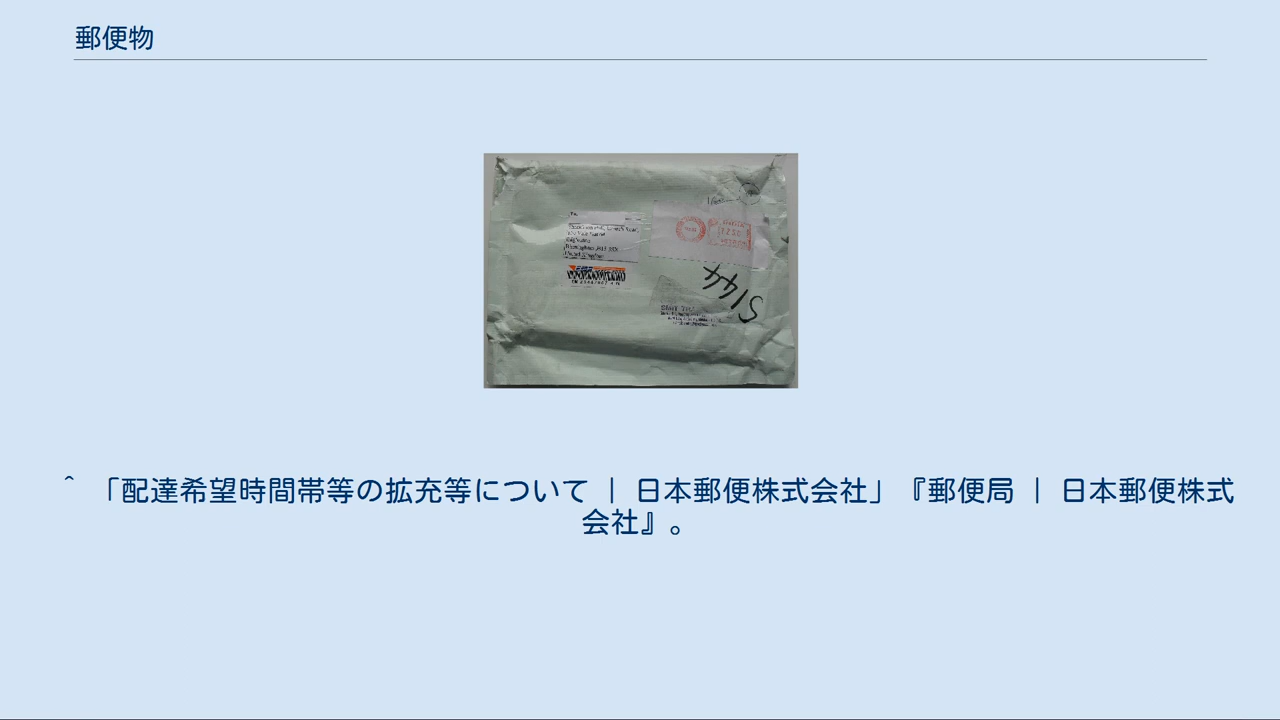 郵便物
5144
^ 「配達希望時間帯等の拡充等について | 日本郵便株式会社」『郵便局 | 日本郵便株式
会社』。